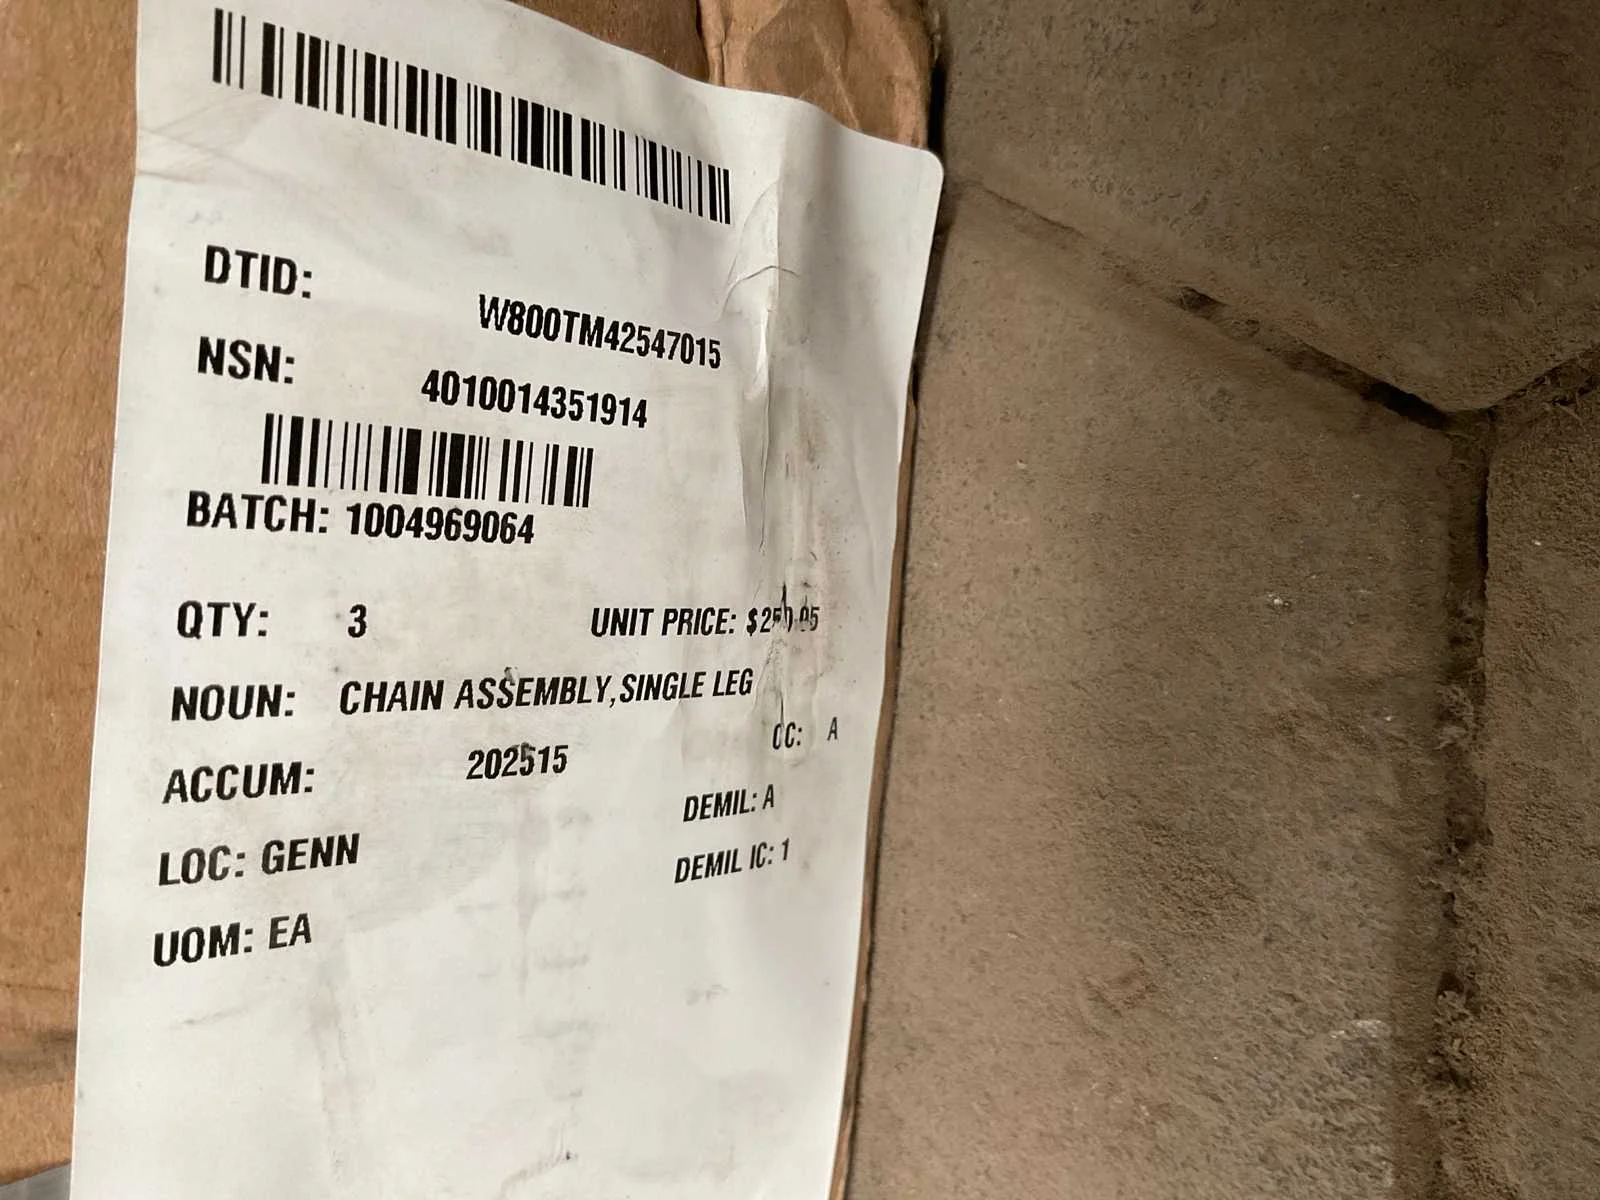 DTID: W800TM42547015
NSN: 4010014351914
BATCH: 1004969064
QTY: 3 UNIT PRICE:
NOUN: CHAIN ASSEMBLY,SINGLE LEG
CC: A
ACCUM: 202515
DEMIL: A
LOC: GENN
DEMIL IC: 1
UOM: EA